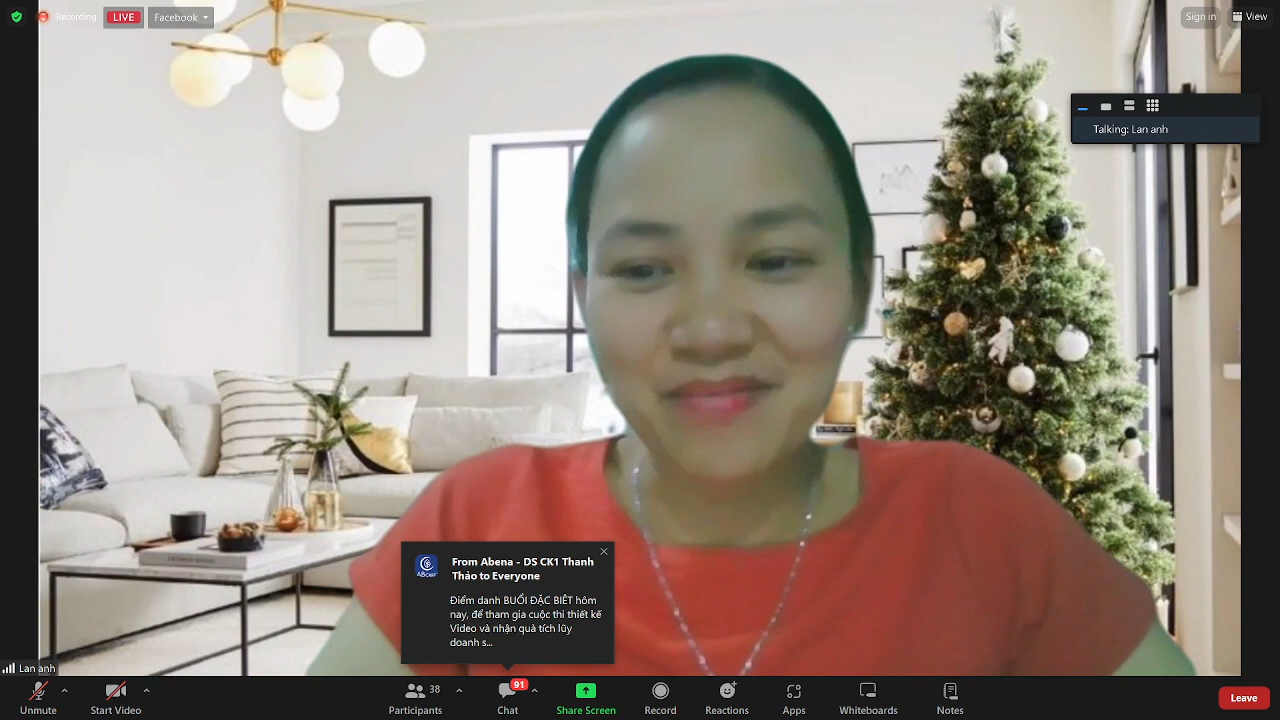 Recording
LIVE
Facebook
Sign in
View
Talking: Lan anh
From Abena - DS CK1 Thanh
Thảo to Everyone
Điểm danh BUỔI ĐẶC BIỆT hôm
nay, để tham gia cuộc thi thiết kế
Video và nhận quà tích lũy
doanh s...
Lan anh
Unmute
Start Video
Participants
38
Chat
91
Share Screen
Record
Reactions
Apps
Whiteboards
Notes
Leave